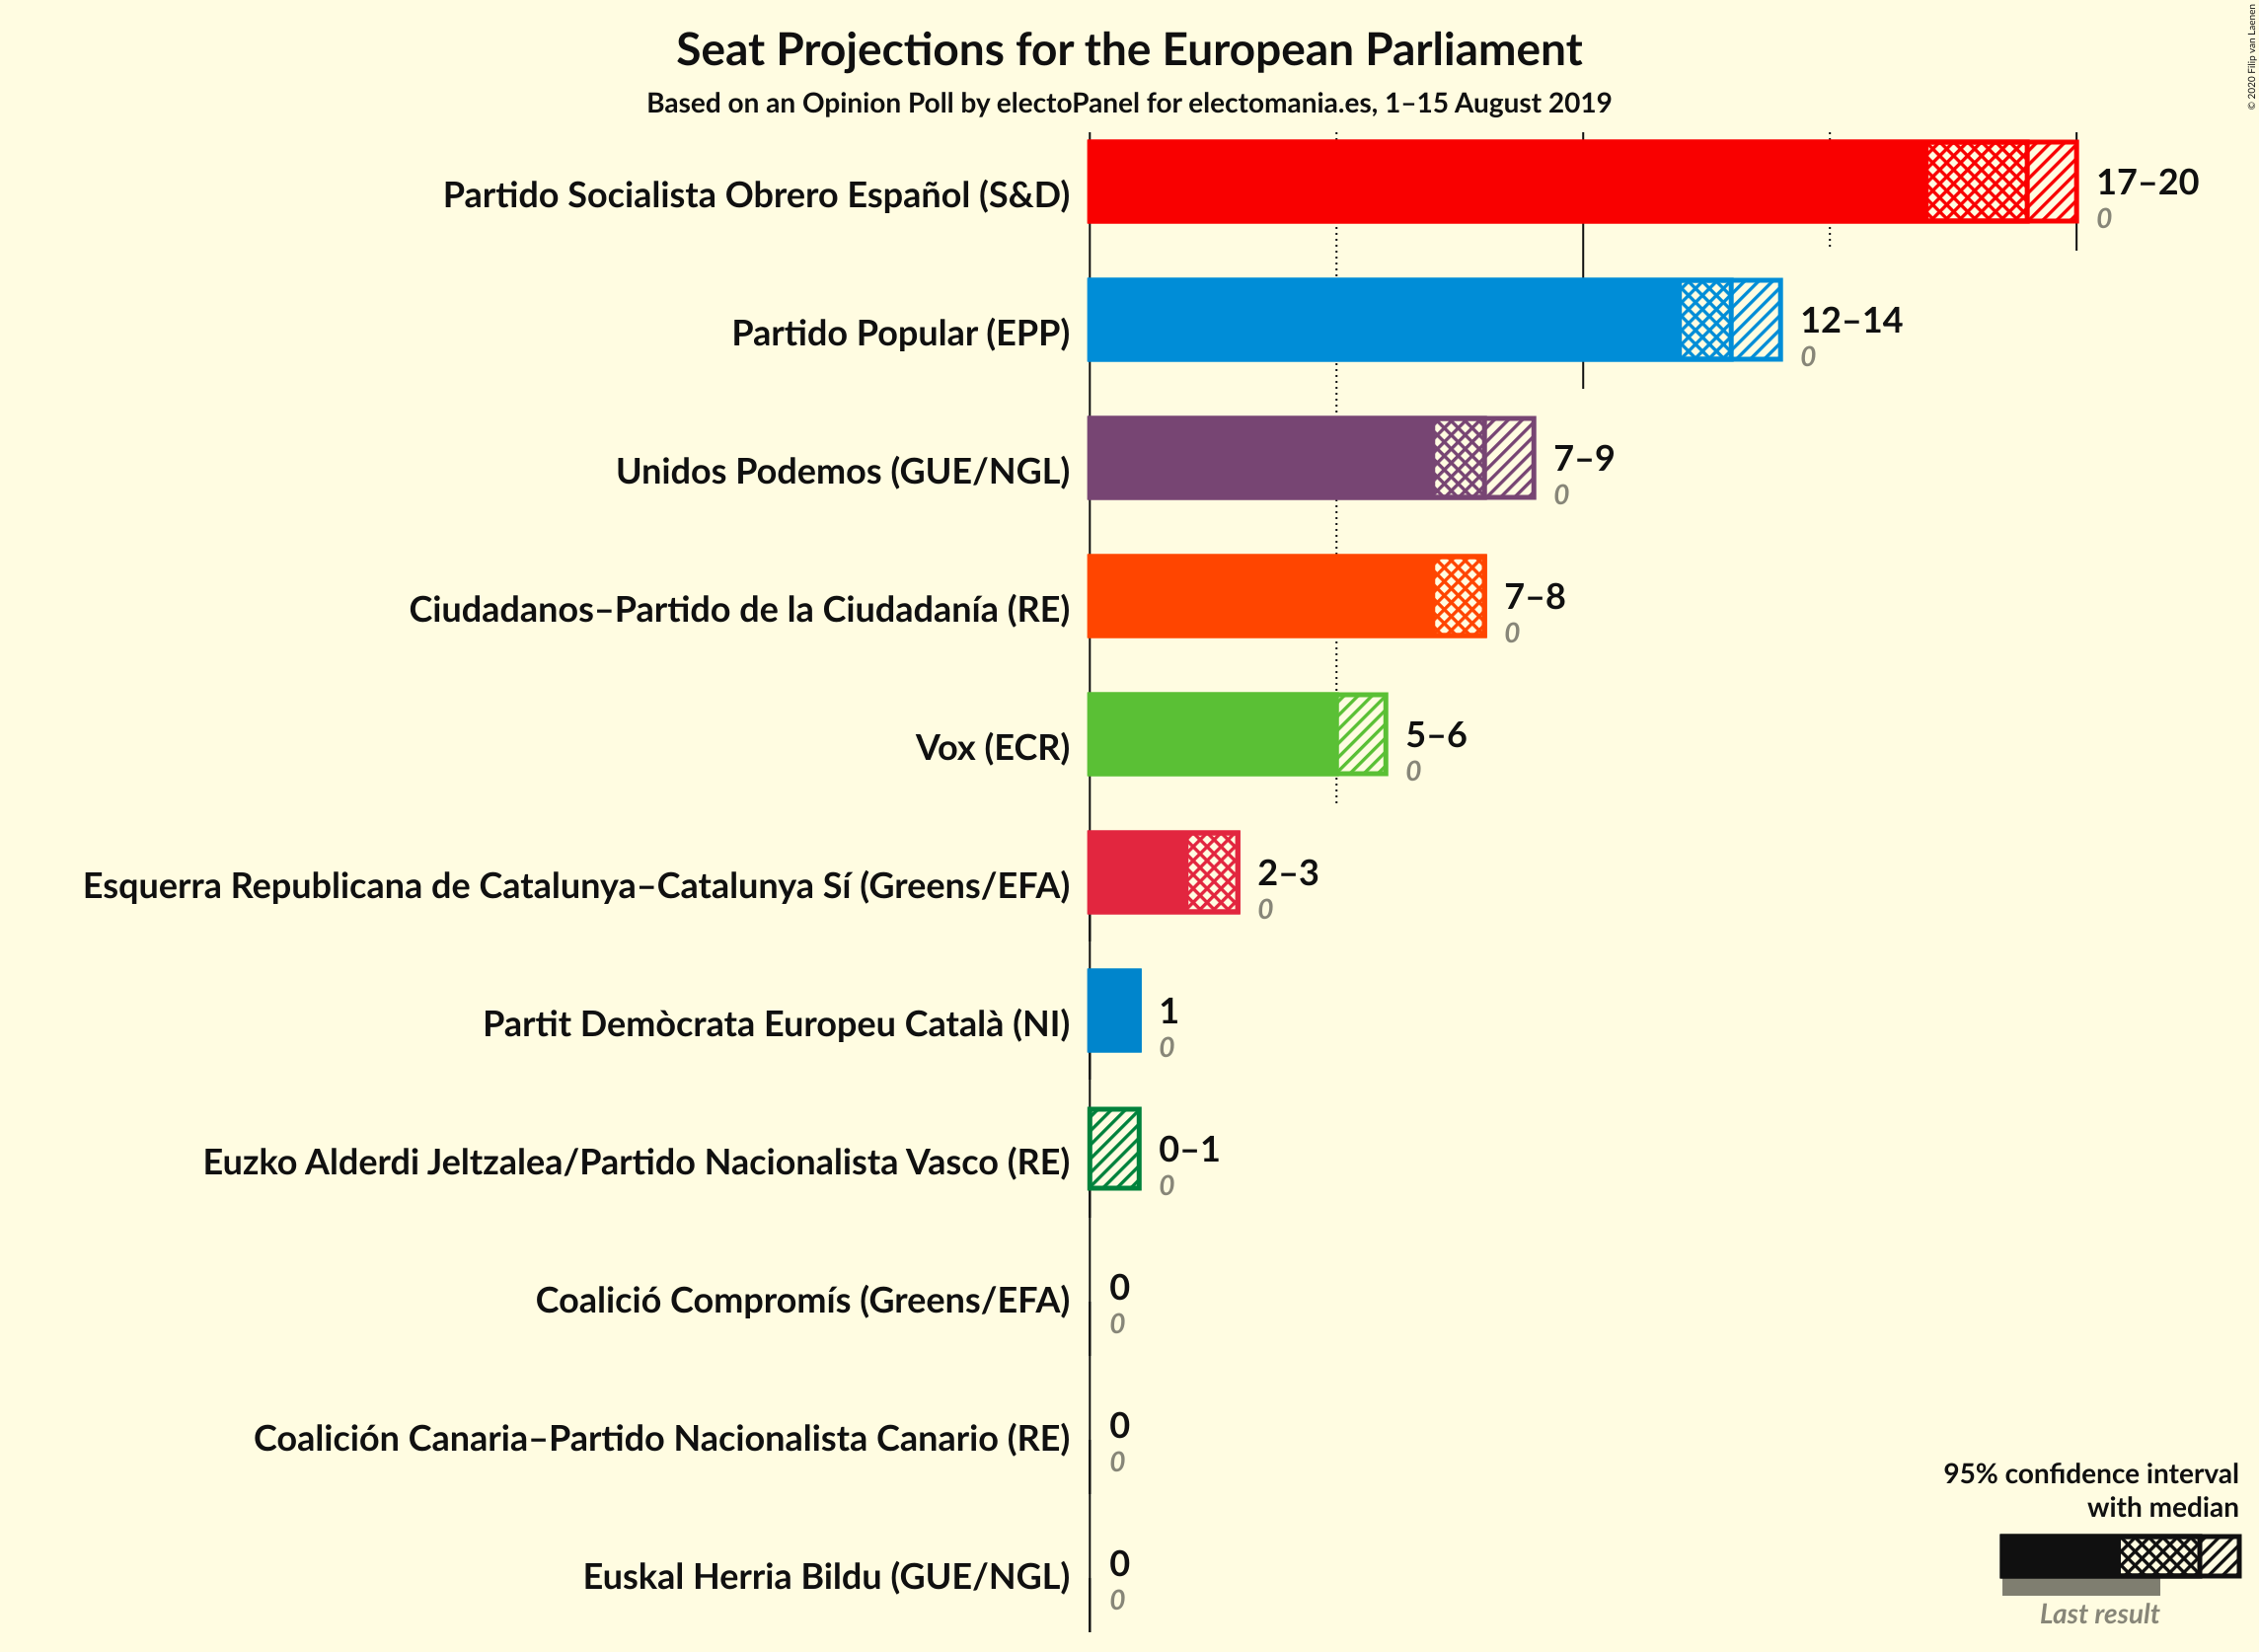 Seat Projections for the European Parliament
Based on an Opinion Poll by electoPanel for electomania.es, 1–15 August 2019
© 2020 Filip van Laenen
Partido Socialista Obrero Español (S&D)
17–20
0
Partido Popular (EPP)
12–14
0
Unidos Podemos (GUE/NGL)
7–9
0
Ciudadanos–Partido de la Ciudadanía (RE)
7–8
0
Vox (ECR)
5–6
0
Esquerra Republicana de Catalunya–Catalunya Sí (Greens/EFA)
2–3
0
Partit Demòcrata Europeu Català (NI)
1
0
Euzko Alderdi Jeltzalea/Partido Nacionalista Vasco (RE)
0–1
0
Coalició Compromís (Greens/EFA)
0
0
Coalición Canaria–Partido Nacionalista Canario (RE)
0
0
Euskal Herria Bildu (GUE/NGL)
0
0
95% confidence interval
with median
Last result